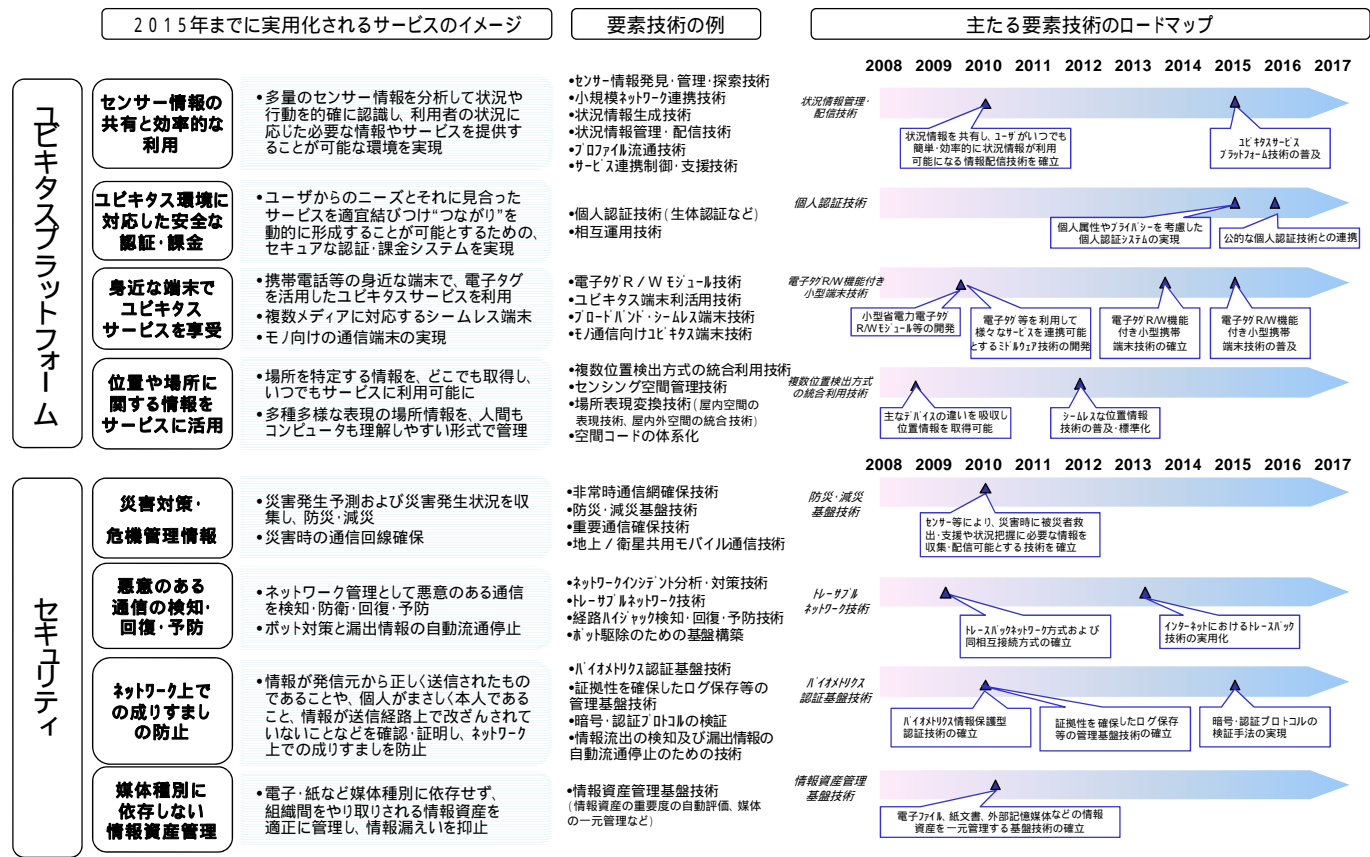 2015年までに実用化されるサービスのイメージ
要素技術の例
主たる要素技術のロードマップ
2008 2009 2010 2011 2012 2013 2014 2015 2016 2017
ユビキタスプラットフォーム
センサー情報の
共有と効率的な
利用
•多量のセンサー情報を分析して状況や
行動を的確に認識し、利用者の状況に
応じた必要な情報やサービスを提供す
ることが可能な環境を実現
•センサー情報発見・管理・探索技術
•小規模ネットワーク連携技術
•状況情報生成技術
•状況情報管理・配信技術
•プロファイル流通技術
•サービス連携制御・支援技術
状況情報管理・
配信技術
状況情報を共有し、ユーザがいつでも
簡単・効率的に状況情報が利用
可能になる情報配信技術を確立
ユビキタスサービス
プラットフォーム技術の普及
ユビキタス環境に
対応した安全な
認証・課金
•ユーザからのニーズとそれに見合った
サービスを適宜結びつけ“つながり”を
動的に形成することが可能とするための、
セキュアな認証・課金システムを実現
•個人認証技術(生体認証など)
•相互運用技術
個人認証技術
個人属性やプライバシーを考慮した
個人認証システムの実現
公的な個人認証技術との連携
身近な端末で
ユビキタス
サービスを享受
•携帯電話等の身近な端末で、電子タグ
を活用したユビキタスサービスを利用
•複数メディアに対応するシームレス端末
•モノ向けの通信端末の実現
•電子タグR/Wモジュール技術
•ユビキタス端末利活用技術
•ブロードバンド・シームレス端末技術
•モノ通信向けユビキタス端末技術
電子タグR/W機能付き
小型端末技術
小型省電力電子タグ
R/Wモジュール等の開発
電子タグ等を利用して
様々なサービスを連携可能
とするミドルウェア技術の開発
電子タグR/W機能
付き小型携帯
端末技術の確立
電子タグR/W機能
付き小型携帯
端末技術の普及
位置や場所に
関する情報を
サービスに活用
•場所を特定する情報を、どこでも取得し、
いつでもサービスに利用可能に
•多種多様な表現の場所情報を、人間も
コンピュータも理解しやすい形式で管理
•複数位置検出方式の統合利用技術
•センシング空間管理技術
•場所表現変換技術(屋内空間の
表現技術、屋内外空間の統合技術)
•空間コードの体系化
複数位置検出方式
の統合利用技術
主なデバイスの違いを吸収し
位置情報を取得可能
シームレスな位置情報
技術の普及・標準化
2008 2009 2010 2011 2012 2013 2014 2015 2016 2017
セキュリティ
災害対策・
危機管理情報
•災害発生予測および災害発生状況を収
集し、防災・減災
•災害時の通信回線確保
•非常時通信網確保技術
•防災・減災基盤技術
•重要通信確保技術
•地上/衛星共用モバイル通信技術
防災・減災
基盤技術
センサー等により、災害時に被災者救
出・支援や状況把握に必要な情報を
収集・配信可能とする技術を確立
悪意のある
通信の検知・
回復・予防
•ネットワーク管理として悪意のある通信
を検知・防衛・回復・予防
•ボット対策と漏出情報の自動流通停止
•ネットワークインシデント分析・対策技術
•トレーサブルネットワーク技術
•経路ハイジャック検知・回復・予防技術
•ボット駆除のための基盤構築
トレーサブル
ネットワーク技術
トレースバックネットワーク方式および
同相互接続方式の確立
インターネットにおけるトレースバック
技術の実用化
ネットワーク上で
の成りすまし
の防止
•情報が発信元から正しく送信されたもの
であることや、個人がまさしく本人である
こと、情報が送信経路上で改ざんされて
いないことなどを確認・証明し、ネットワーク
上での成りすましを防止
•バイオメトリクス認証基盤技術
•証拠性を確保したログ保存等の
管理基盤技術
•暗号・認証プロトコルの検証
•情報流出の検知及び漏出情報の
自動流通停止のための技術
バイオメトリクス
認証基盤技術
バイオメトリクス情報保護型
認証技術の確立
証拠性を確保したログ保存
等の管理基盤技術の確立
暗号・認証プロトコルの
検証手法の実現
媒体種別に
依存しない
情報資産管理
•電子・紙など媒体種別に依存せず、
組織間をやり取りされる情報資産を
適正に管理し、情報漏えいを抑止
•情報資産管理基盤技術
(情報資産の重要度の自動評価、媒体
の一元管理など)
情報資産管理
基盤技術
電子ファイル、紙文書、外部記憶媒体などの情報
資産を一元管理する基盤技術の確立